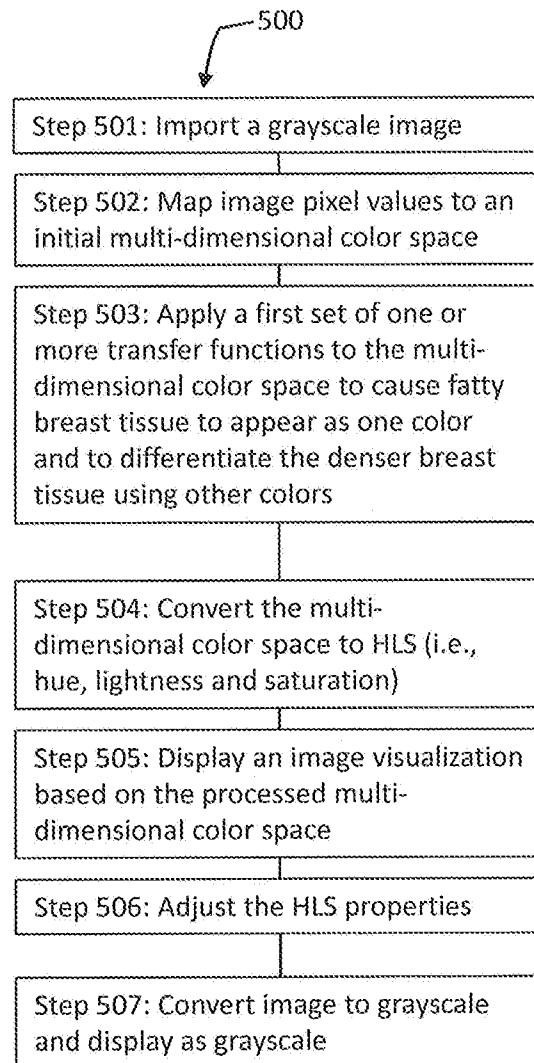 500
Step 501: Import a grayscale image
Step 502: Map image pixel values to an
initial multi-dimensional color space
Step 503: Apply a first set of one or
more transfer functions to the multi-
dimensional color space to cause fatty
breast tissue to appear as one color
and to differentiate the denser breast
tissue using other colors
Step 504: Convert the multi-
dimensional color space to HLS (i.e.,
hue, lightness and saturation)
Step 505: Display an image visualization
based on the processed multi-
dimensional color space
Step 506: Adjust the HLS properties
Step 507: Convert image to grayscale
and display as grayscale